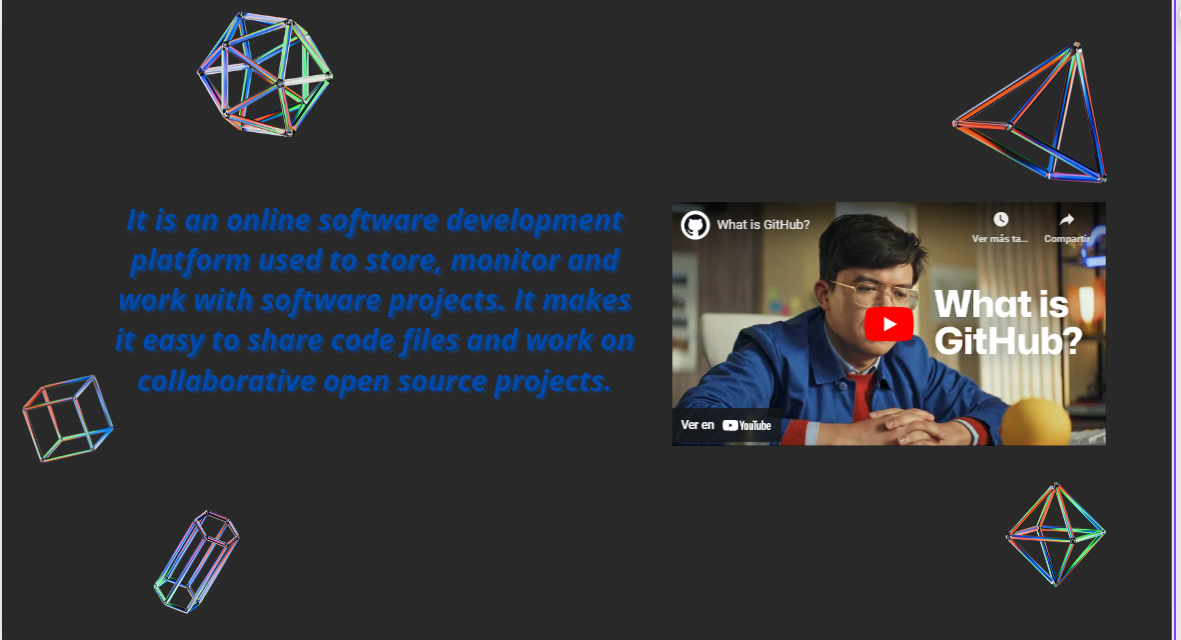 It is an online software development
platform used to store, monitor and
work with software projects. It makes
it easy to share code files and work on
collaborative open source projects.
What is GitHub?
Ver más ta...
Compartir
What is
GitHub?
Ver en YouTube